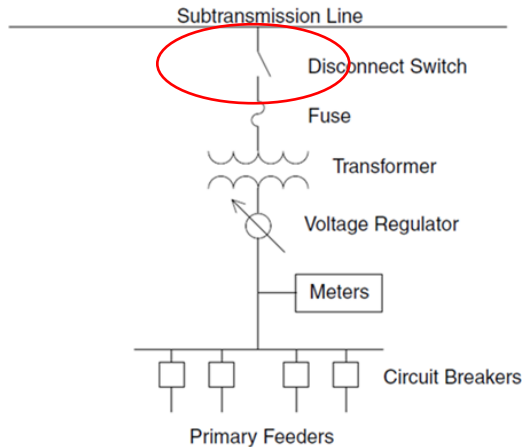 Subtransmission Line
Disconnect Switch
Fuse
Transformer
Voltage Regulator
Meters
Circuit Breakers
Primary Feeders